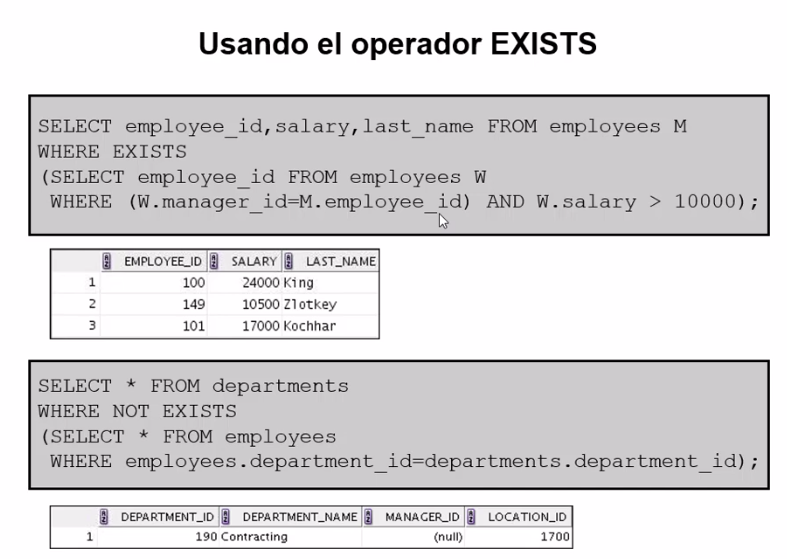 Usando el operador EXISTS
SELECT employee_id,salary,last_name FROM employees M
WHERE EXISTS
(SELECT employee_id FROM employees W
WHERE (W.manager_id=M.employee_id) AND W.salary > 10000);
EMPLOYEE_ID SALARY LAST_NAME
1 100 24000 King
2 149 10500 Zlotkey
3 101 17000 Kochhar
SELECT * FROM departments
WHERE NOT EXISTS
(SELECT * FROM employees
WHERE employees.department_id=departments.department_id);
DEPARTMENT_ID DEPARTMENT_NAME MANAGER_ID LOCATION_ID
1 190 Contracting (null) 1700